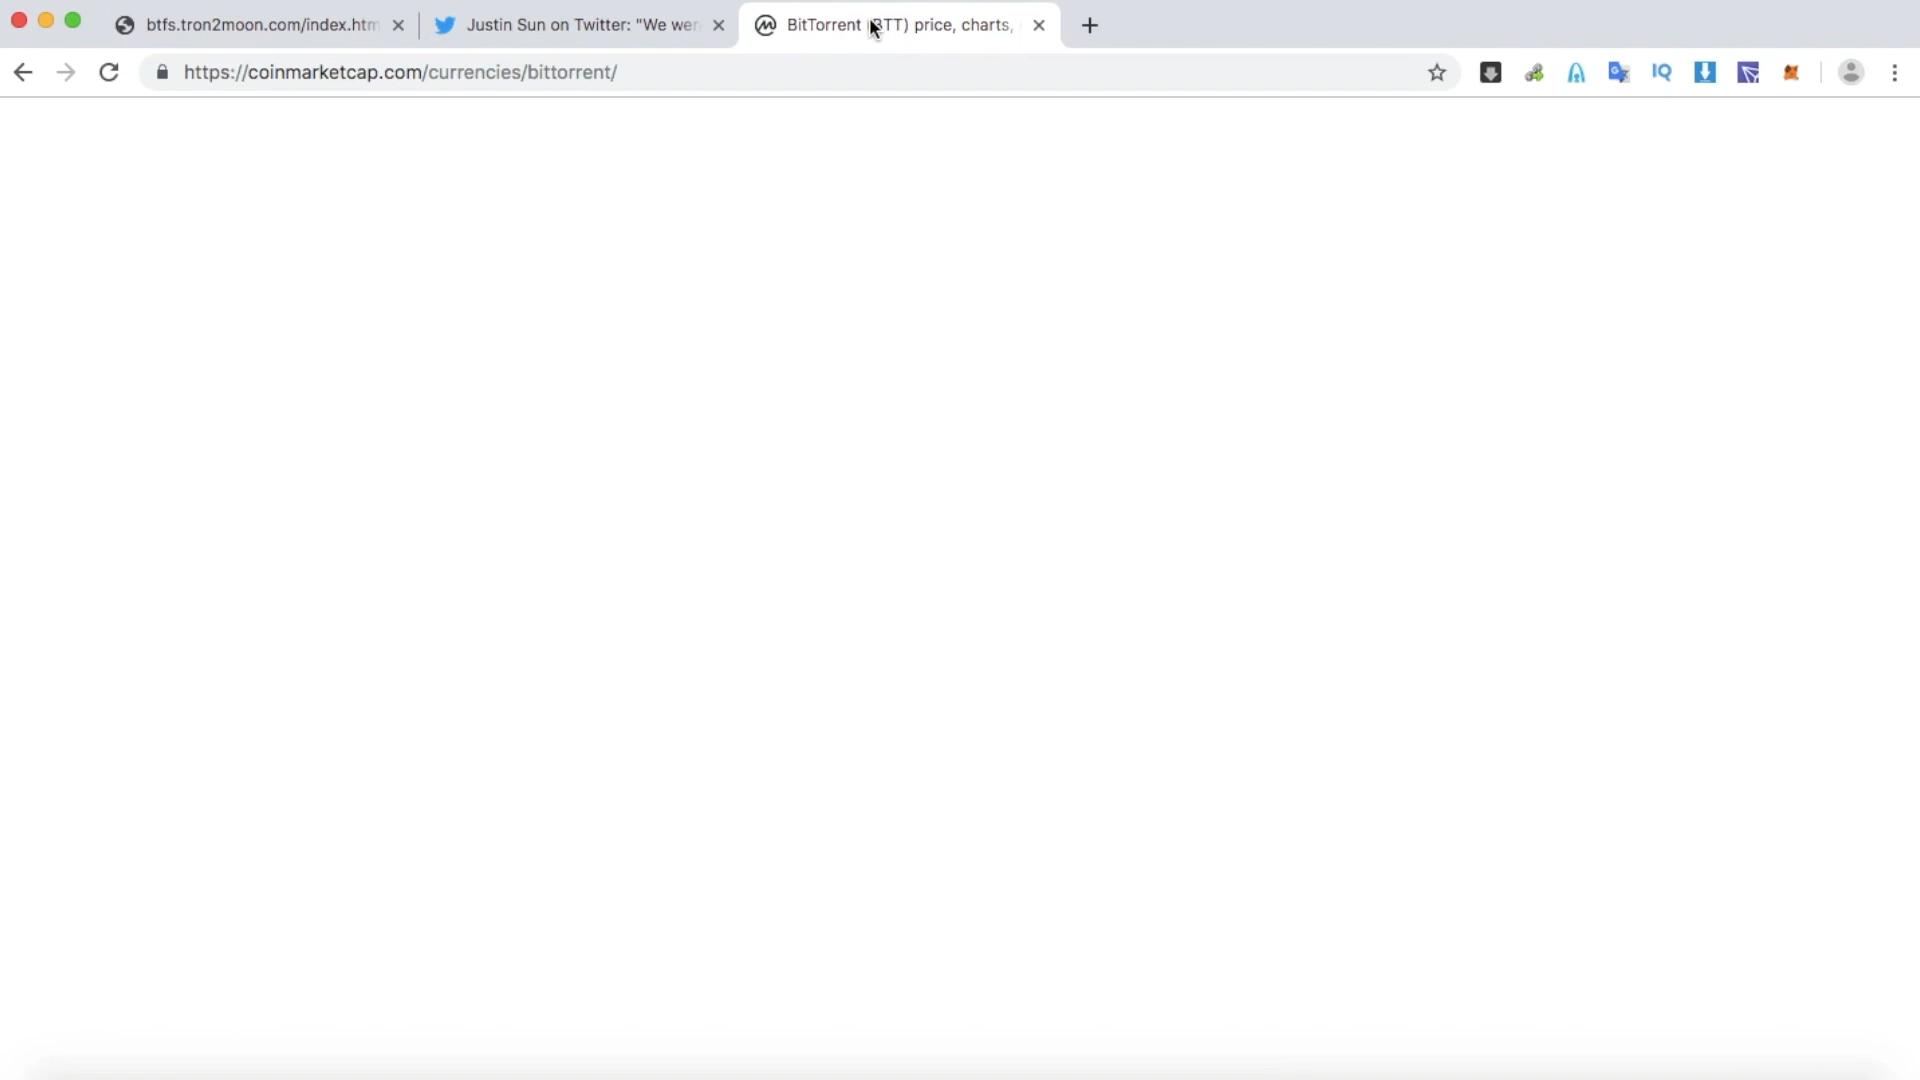 btfs.tron2moon.com/index.htm
Justin Sun on Twitter: "We wer
BitTorrent (BTT) price, charts,
https://coinmarketcap.com/currencies/bittorrent/
IQ